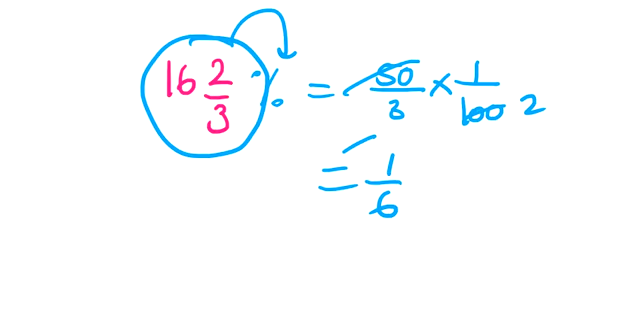 16 2/3 % = 50/3 × 1/100 2
= 1/6